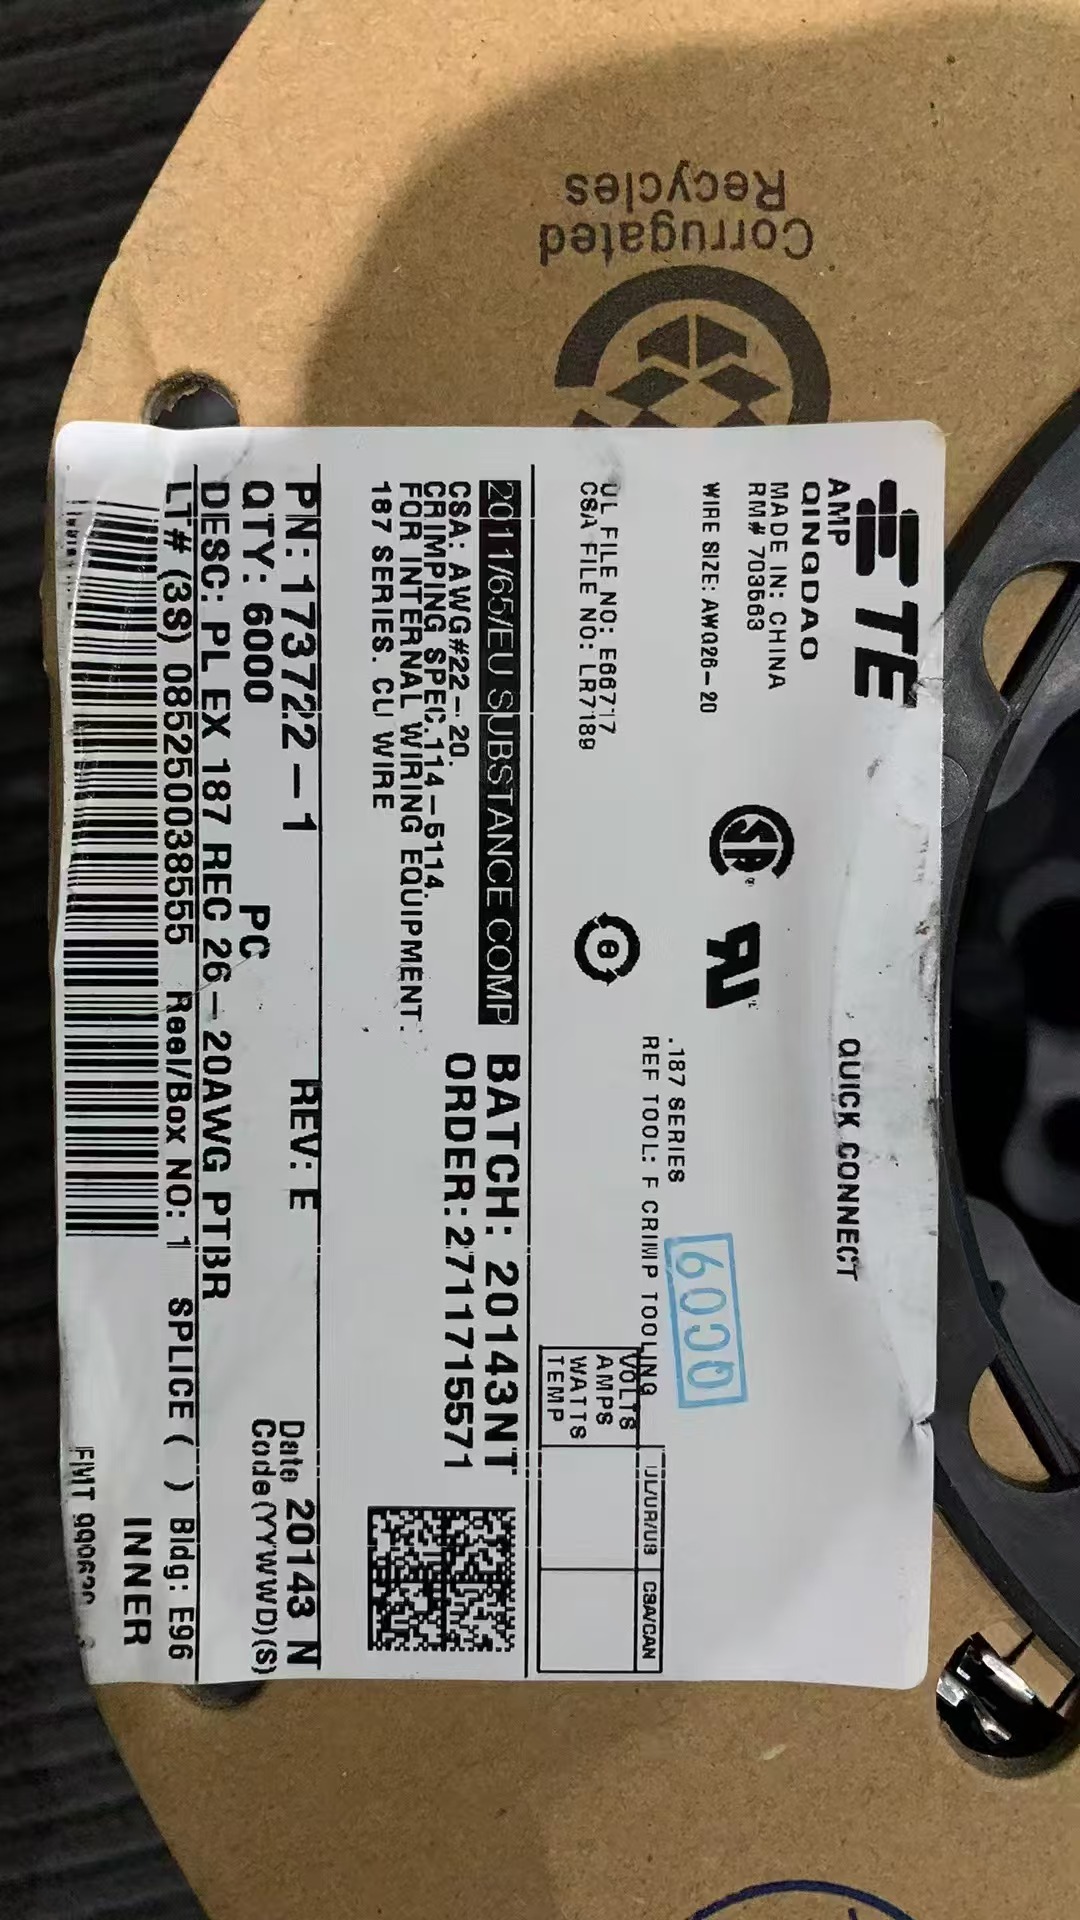 Corrugated
Recycles
TE
AMP
QINGDAO
MADE IN: CHINA
RM# 703563
QUICK CONNECT
WIRE SIZE: AWG26-20
.187 SERIES
REF TOOL: F CRIMP TOOLING
6000
UL FILE NO: E66717
CSA FILE NO: LR7189
UL/UR/US CSA/CAN
VOLTS
AMPS
WATTS
TEMP
2011/65/EU SUBSTANCE COMP
CSA: AWG#22-20.
CRIMPING SPEC.114-5114.
FOR INTERNAL WIRING EQUIPMENT.
187 SERIES. CU WIRE
BATCH: 20143NT
ORDER: 2711715571
PN: 173722-1 REV: E
Date 20143 N
Code(YYWWD)(S)
QTY: 6000 PC
DESC: PL EX 187 REC 26-20AWG PTBR
LT# (3S) 085250038555 Reel/Box NO: 1 SPLICE ( ) Bldg: E96
INNER